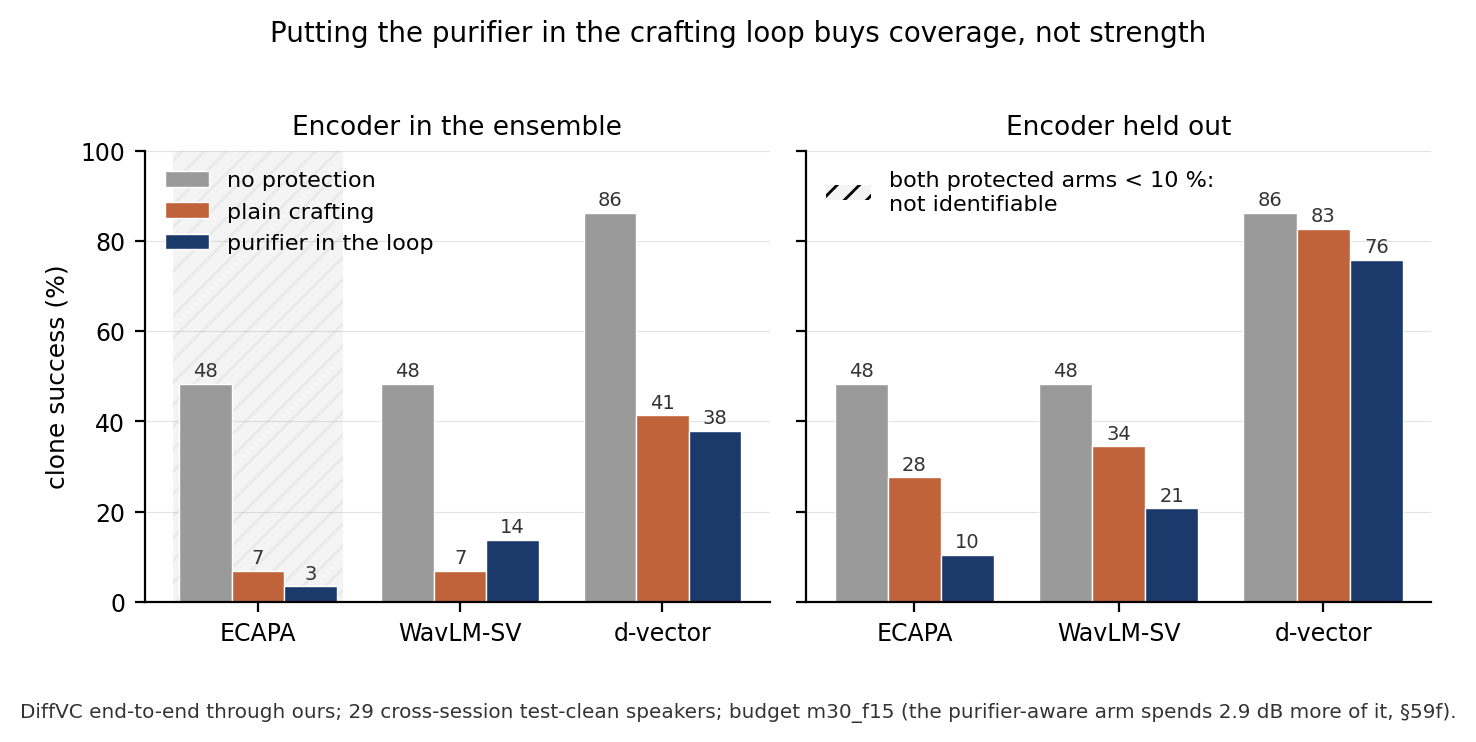 Putting the purifier in the crafting loop buys coverage, not strength
Encoder in the ensemble
clone success (%)
100
80
60
40
20
0
no protection
plain crafting
purifier in the loop
48
7
3
48
7
14
86
41
38
ECAPA
WavLM-SV
d-vector
Encoder held out
both protected arms < 10 %:
not identifiable
48
28
10
48
34
21
86
83
76
ECAPA
WavLM-SV
d-vector
DiffVC end-to-end through ours; 29 cross-session test-clean speakers; budget m30_f15 (the purifier-aware arm spends 2.9 dB more of it, §59f).